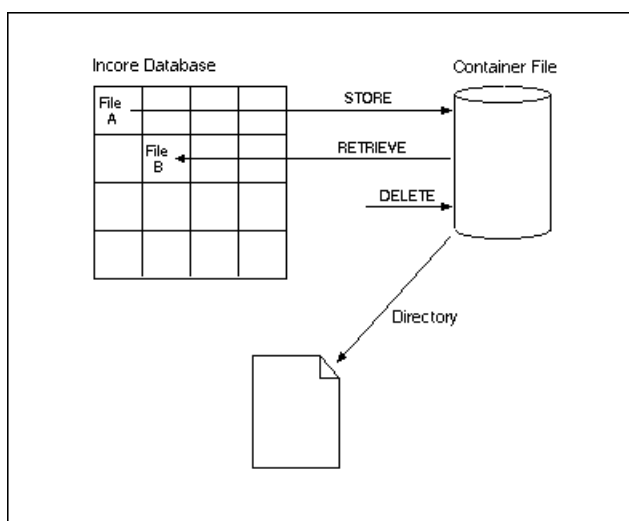 Incore Database
Container File
File
A
STORE
File
B
RETRIEVE
DELETE
Directory